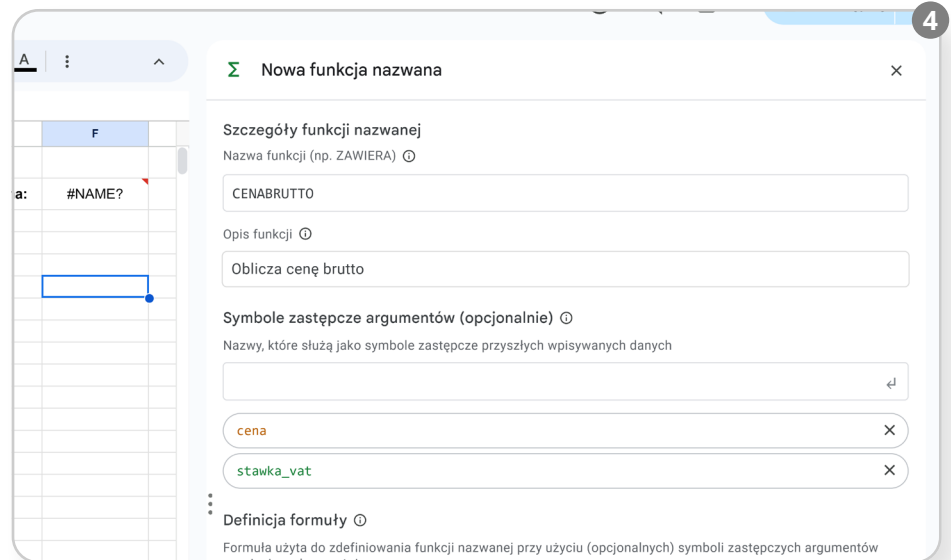 4
A
Σ Nowa funkcja nazwana
F
Szczegóły funkcji nazwanej
Nazwa funkcji (np. ZAWIERA)
a: #NAME?
CENABRUTTO
Opis funkcji
Oblicza cenę brutto
Symbole zastępcze argumentów (opcjonalnie)
Nazwy, które służą jako symbole zastępcze przyszłych wpisywanych danych
cena
stawka_vat
Definicja formuły
Formuła użyta do zdefiniowania funkcji nazwanej przy użyciu (opcjonalnych) symboli zastępczych argumentów